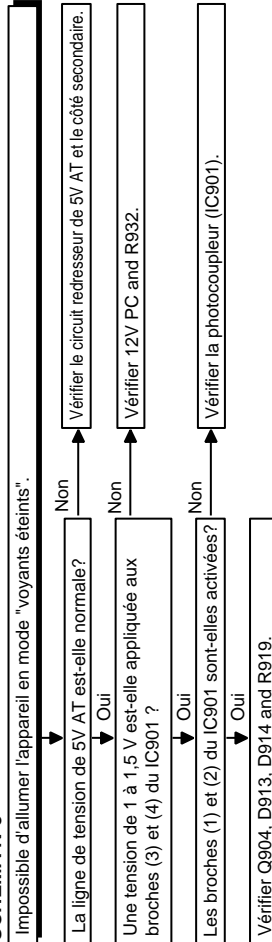 Impossible d'allumer l'appareil en mode "voyants éteints".
La ligne de tension de 5V AT est-elle normale?
Non
Vérifier le circuit redresseur de 5V AT et le côté secondaire.
Oui
Une tension de 1 à 1,5 V est-elle appliquée aux
broches (3) et (4) du IC901 ?
Non
Vérifier 12V PC and R932.
Oui
Les broches (1) et (2) du IC901 sont-elles activées?
Non
Vérifier la photocoupleur (IC901).
Oui
Vérifier Q904, D913, D914 and R919.